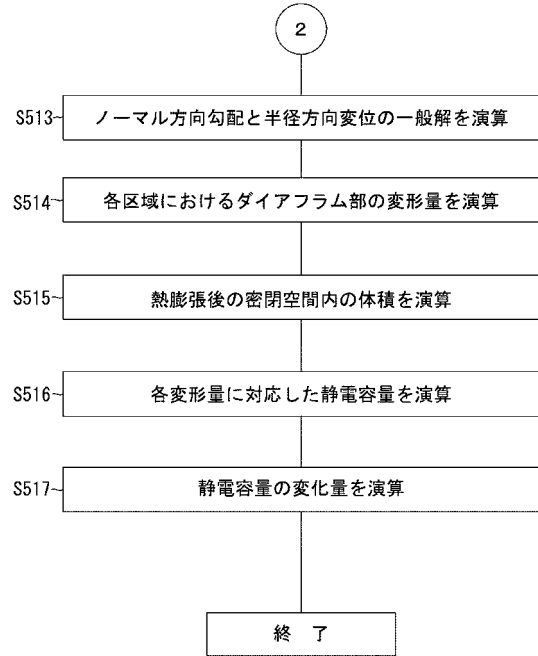 2
S513 ノーマル方向勾配と半径方向変位の一般解を演算
S514 各区域におけるダイアフラム部の変形量を演算
S515 熱膨張後の密閉空間内の体積を演算
S516 各変形量に対応した静電容量を演算
S517 静電容量の変化量を演算
終 了